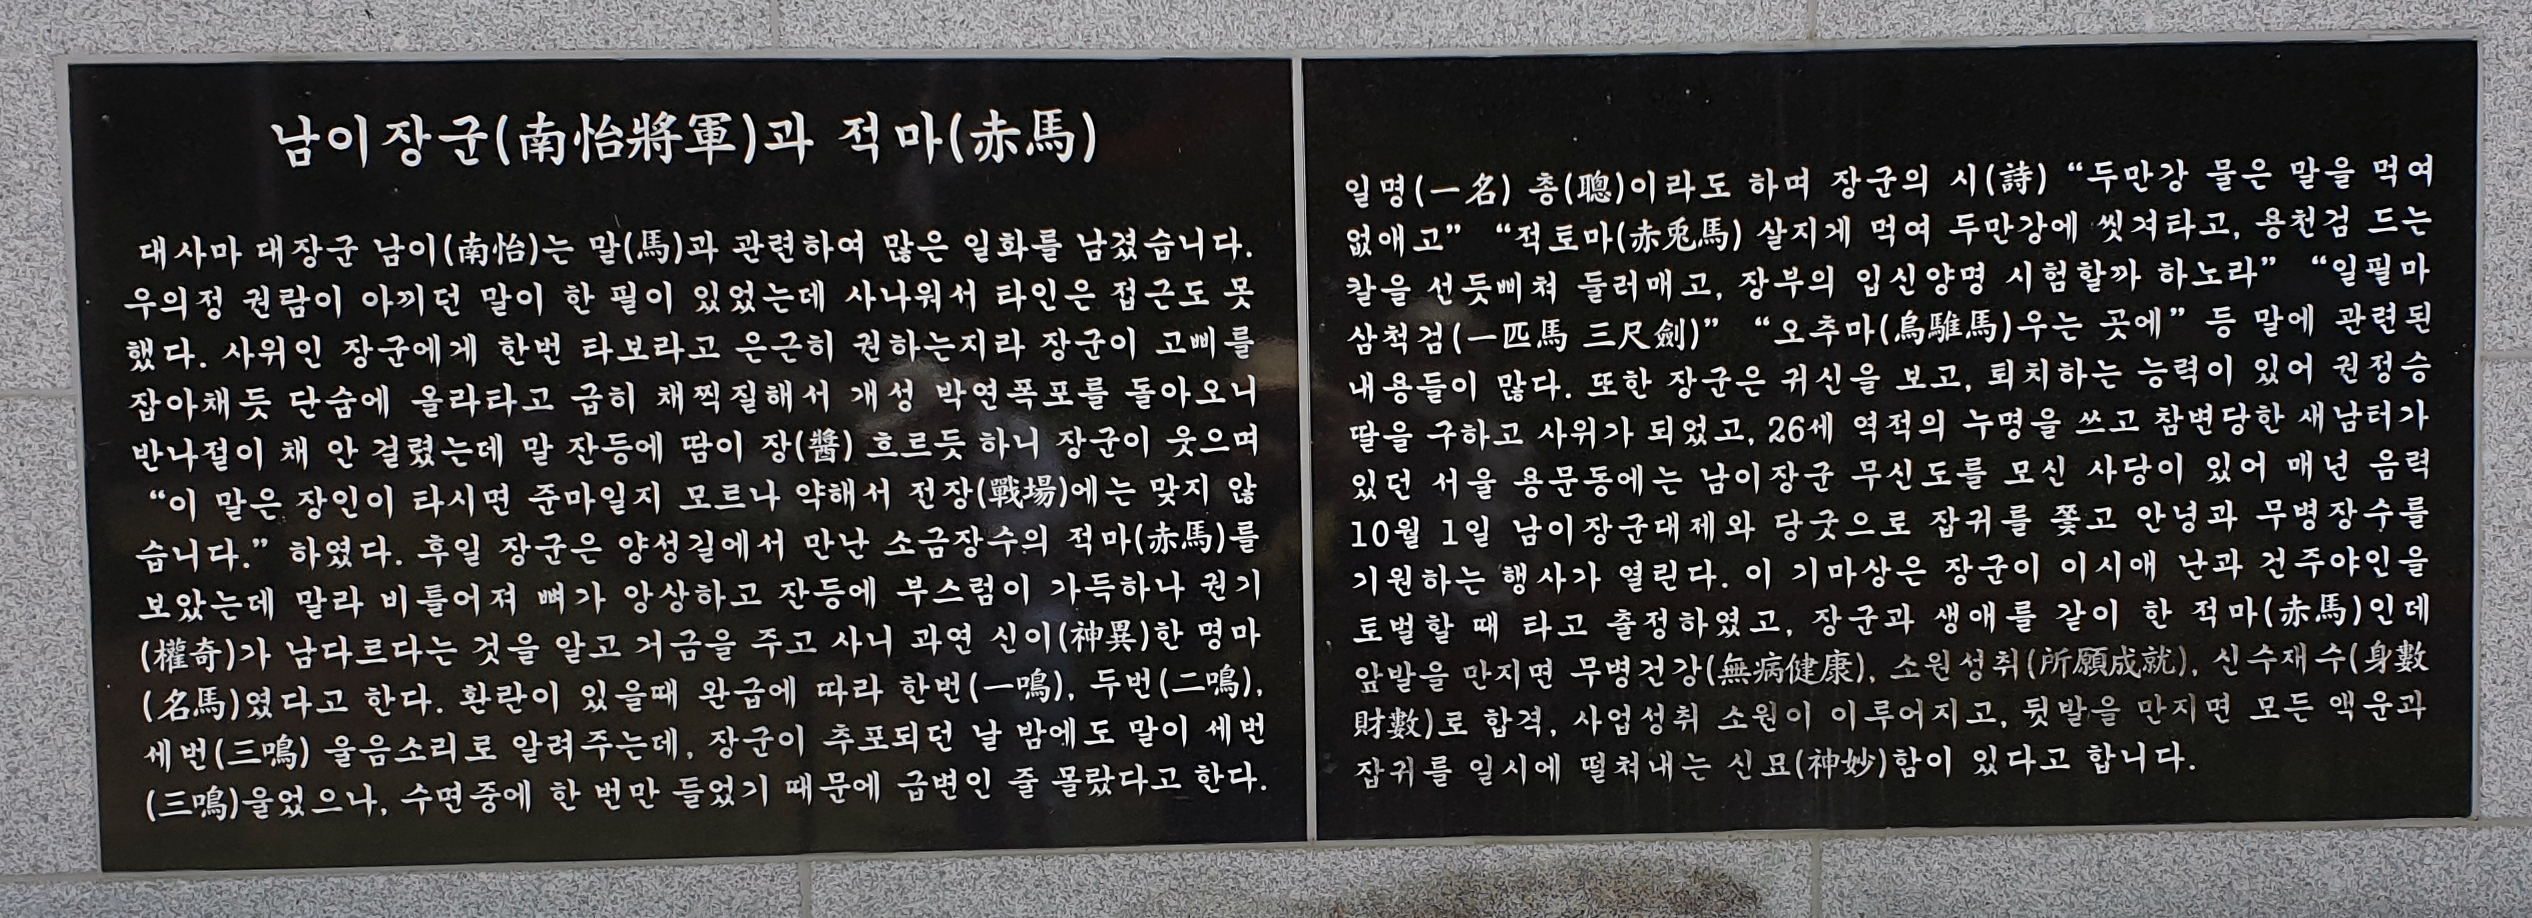 남이장군(南怡將軍)과 적마(赤馬)
대사마 대장군 남이(南怡)는 말(馬)과 관련하여 많은 일화를 남겼습니다.
우의정 권람이 아끼던 말이 한 필이 있었는데 사나워서 타인은 접근도 못
했다. 사위인 장군에게 한번 타보라고 은근히 권하는지라 장군이 고삐를
잡아채듯 단숨에 올라타고 급히 채찍질해서 개성 박연폭포를 돌아오니
반나절이 채 안 걸렸는데 말 잔등에 땀이 장(醬) 흐르듯 하니 장군이 웃으며
“이 말은 장인이 타시면 준마일지 모르나 약해서 전장(戰場)에는 맞지 않
습니다.” 하였다. 후일 장군은 양성길에서 만난 소금장수의 적마(赤馬)를
보았는데 말라 비틀어져 뼈가 앙상하고 잔등에 부스럼이 가득하나 권기
(權奇)가 남다르다는 것을 알고 거금을 주고 사니 과연 신이(神異)한 명마
(名馬)였다고 한다. 환란이 있을때 완급에 따라 한번(一鳴), 두번(二鳴),
세번(三鳴) 울음소리로 알려주는데, 장군이 추포되던 날 밤에도 말이 세번
(三鳴)울었으나, 수면중에 한 번만 들었기 때문에 급변인 줄 몰랐다고 한다.
일명(一名) 총(聰)이라도 하며 장군의 시(詩) “두만강 물은 말을 먹여
없애고” “적토마(赤兎馬) 살지게 먹여 두만강에 씻겨타고, 용천검 드는
칼을 선듯삐쳐 둘러매고, 장부의 입신양명 시험할까 하노라” “일필마
삼척검(一匹馬 三尺劍)” “오추마(烏騅馬)우는 곳에” 등 말에 관련된
내용들이 많다. 또한 장군은 귀신을 보고, 퇴치하는 능력이 있어 권정승
딸을 구하고 사위가 되었고, 26세 역적의 누명을 쓰고 참변당한 새남터가
있던 서울 용문동에는 남이장군 무신도를 모신 사당이 있어 매년 음력
10월 1일 남이장군대제와 당굿으로 잡귀를 쫓고 안녕과 무병장수를
기원하는 행사가 열린다. 이 기마상은 장군이 이시애 난과 건주야인을
토벌할 때 타고 출정하였고, 장군과 생애를 같이 한 적마(赤馬)인데
앞발을 만지면 무병건강(無病健康), 소원성취(所願成就), 신수재수(身數
財數)로 합격, 사업성취 소원이 이루어지고, 뒷발을 만지면 모든 액운과
잡귀를 일시에 떨쳐내는 신묘(神妙)함이 있다고 합니다.